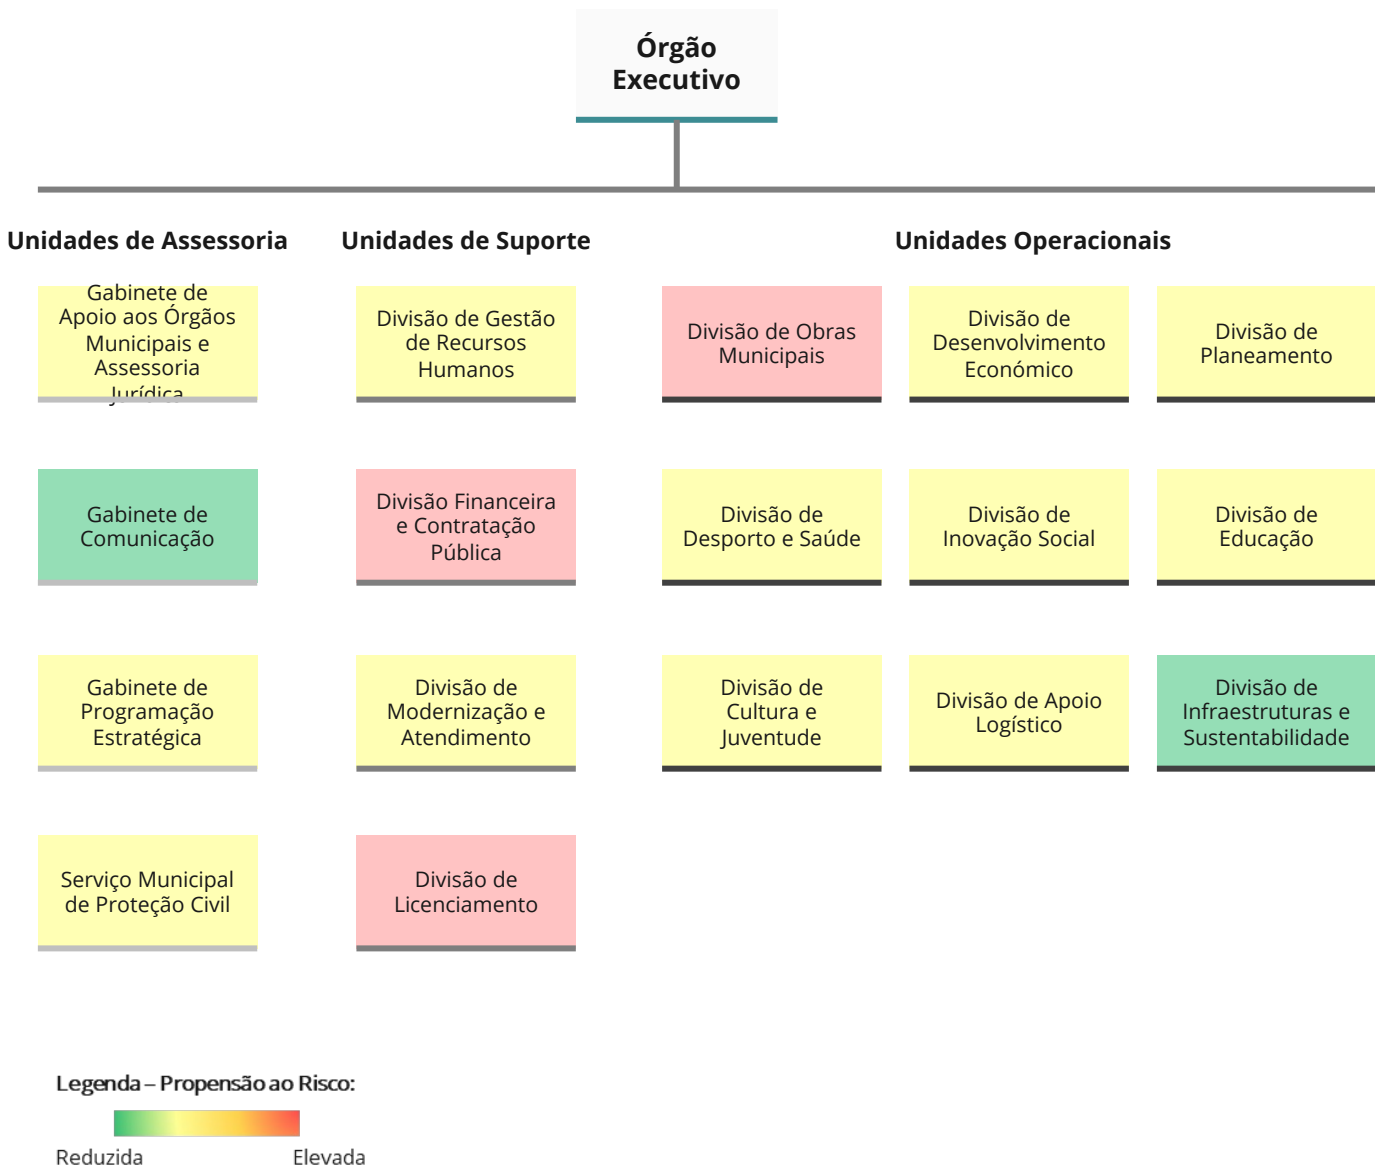 Órgão
Executivo
Unidades de Assessoria
Unidades de Suporte
Unidades Operacionais
Gabinete de
Apoio aos Órgãos
Municipais e
Assessoria
Jurídica
Divisão de Gestão
de Recursos
Humanos
Divisão de Obras
Municipais
Divisão de
Desenvolvimento
Económico
Divisão de
Planeamento
Gabinete de
Comunicação
Divisão Financeira
e Contratação
Pública
Divisão de
Desporto e Saúde
Divisão de
Inovação Social
Divisão de
Educação
Gabinete de
Programação
Estratégica
Divisão de
Modernização e
Atendimento
Divisão de
Cultura e
Juventude
Divisão de Apoio
Logístico
Divisão de
Infraestruturas e
Sustentabilidade
Serviço Municipal
de Proteção Civil
Divisão de
Licenciamento
Legenda – Propensão ao Risco:
Reduzida
Elevada